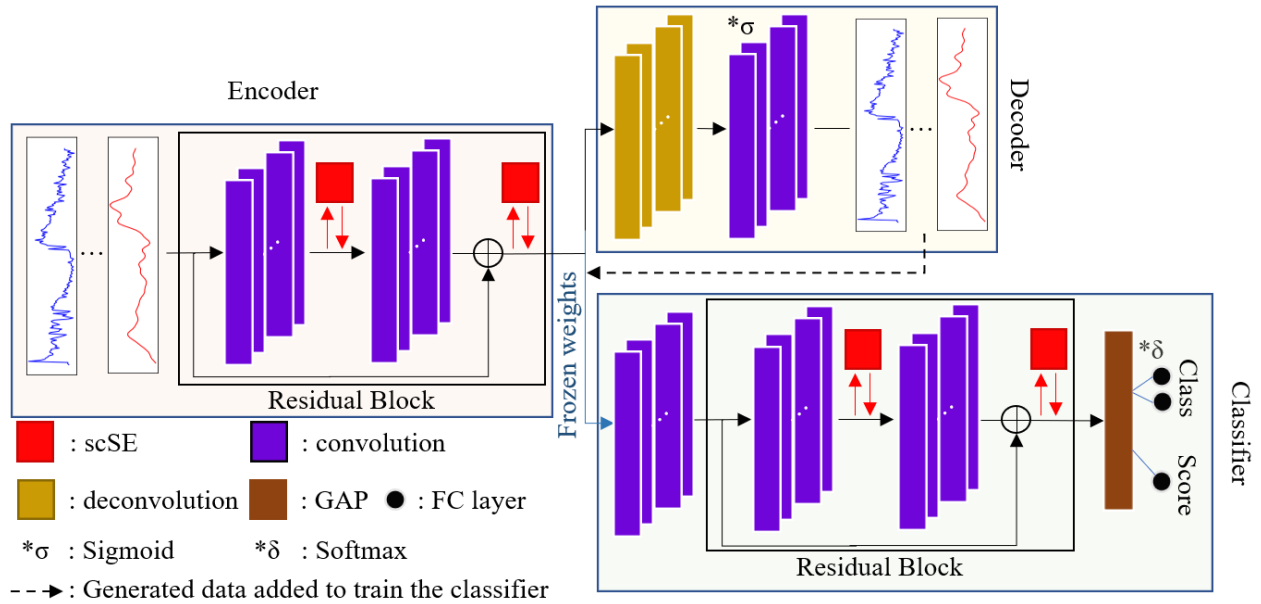 Encoder
Residual Block
*σ
Decoder
Frozen weights
*δ
Class
Score
Classifier
Residual Block
: scSE
: convolution
: deconvolution
: GAP
: FC layer
*σ : Sigmoid
*δ : Softmax
: Generated data added to train the classifier